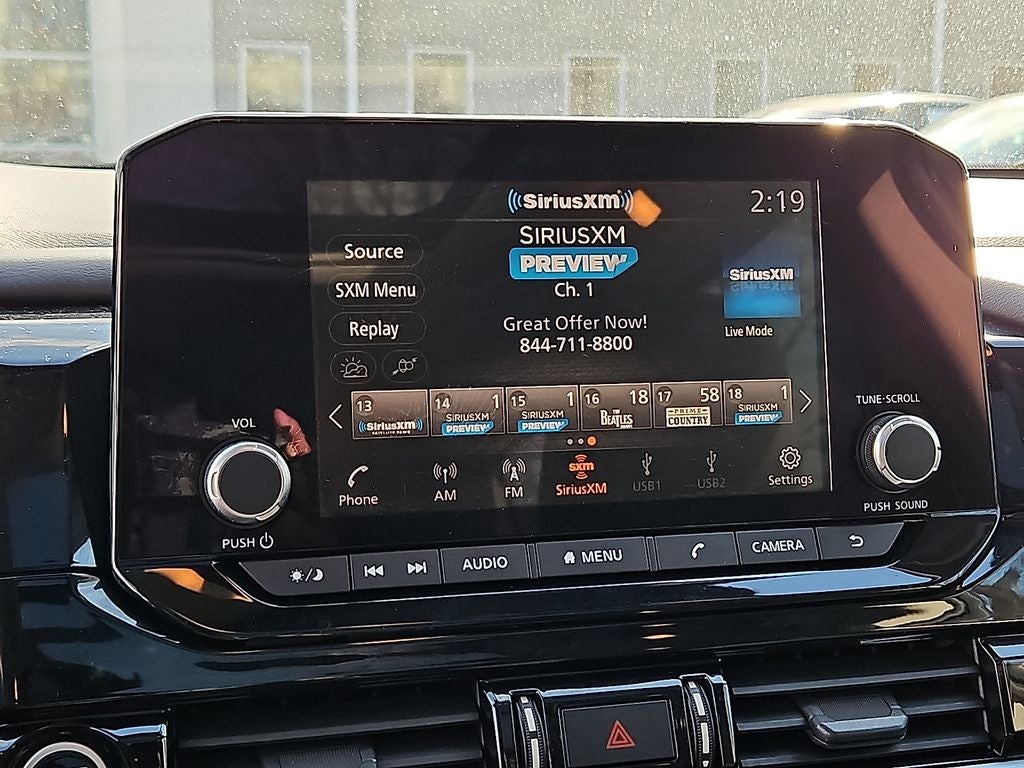 SiriusXM
2:19
SIRIUSXM
PREVIEW
Ch. 1
Great Offer Now!
844-711-8800
Source
SXM Menu
Replay
SiriusXM
Live Mode
13
SiriusXM
14 1
SIRIUSXM
PREVIEW
15 1
SIRIUSXM
PREVIEW
16 18
THE BEATLES
17 58
PRIME
COUNTRY
18 1
SIRIUSXM
PREVIEW
Phone
AM
FM
sxm
SiriusXM
USB1
USB2
Settings
VOL
PUSH
TUNE·SCROLL
PUSH SOUND
AUDIO
MENU
CAMERA